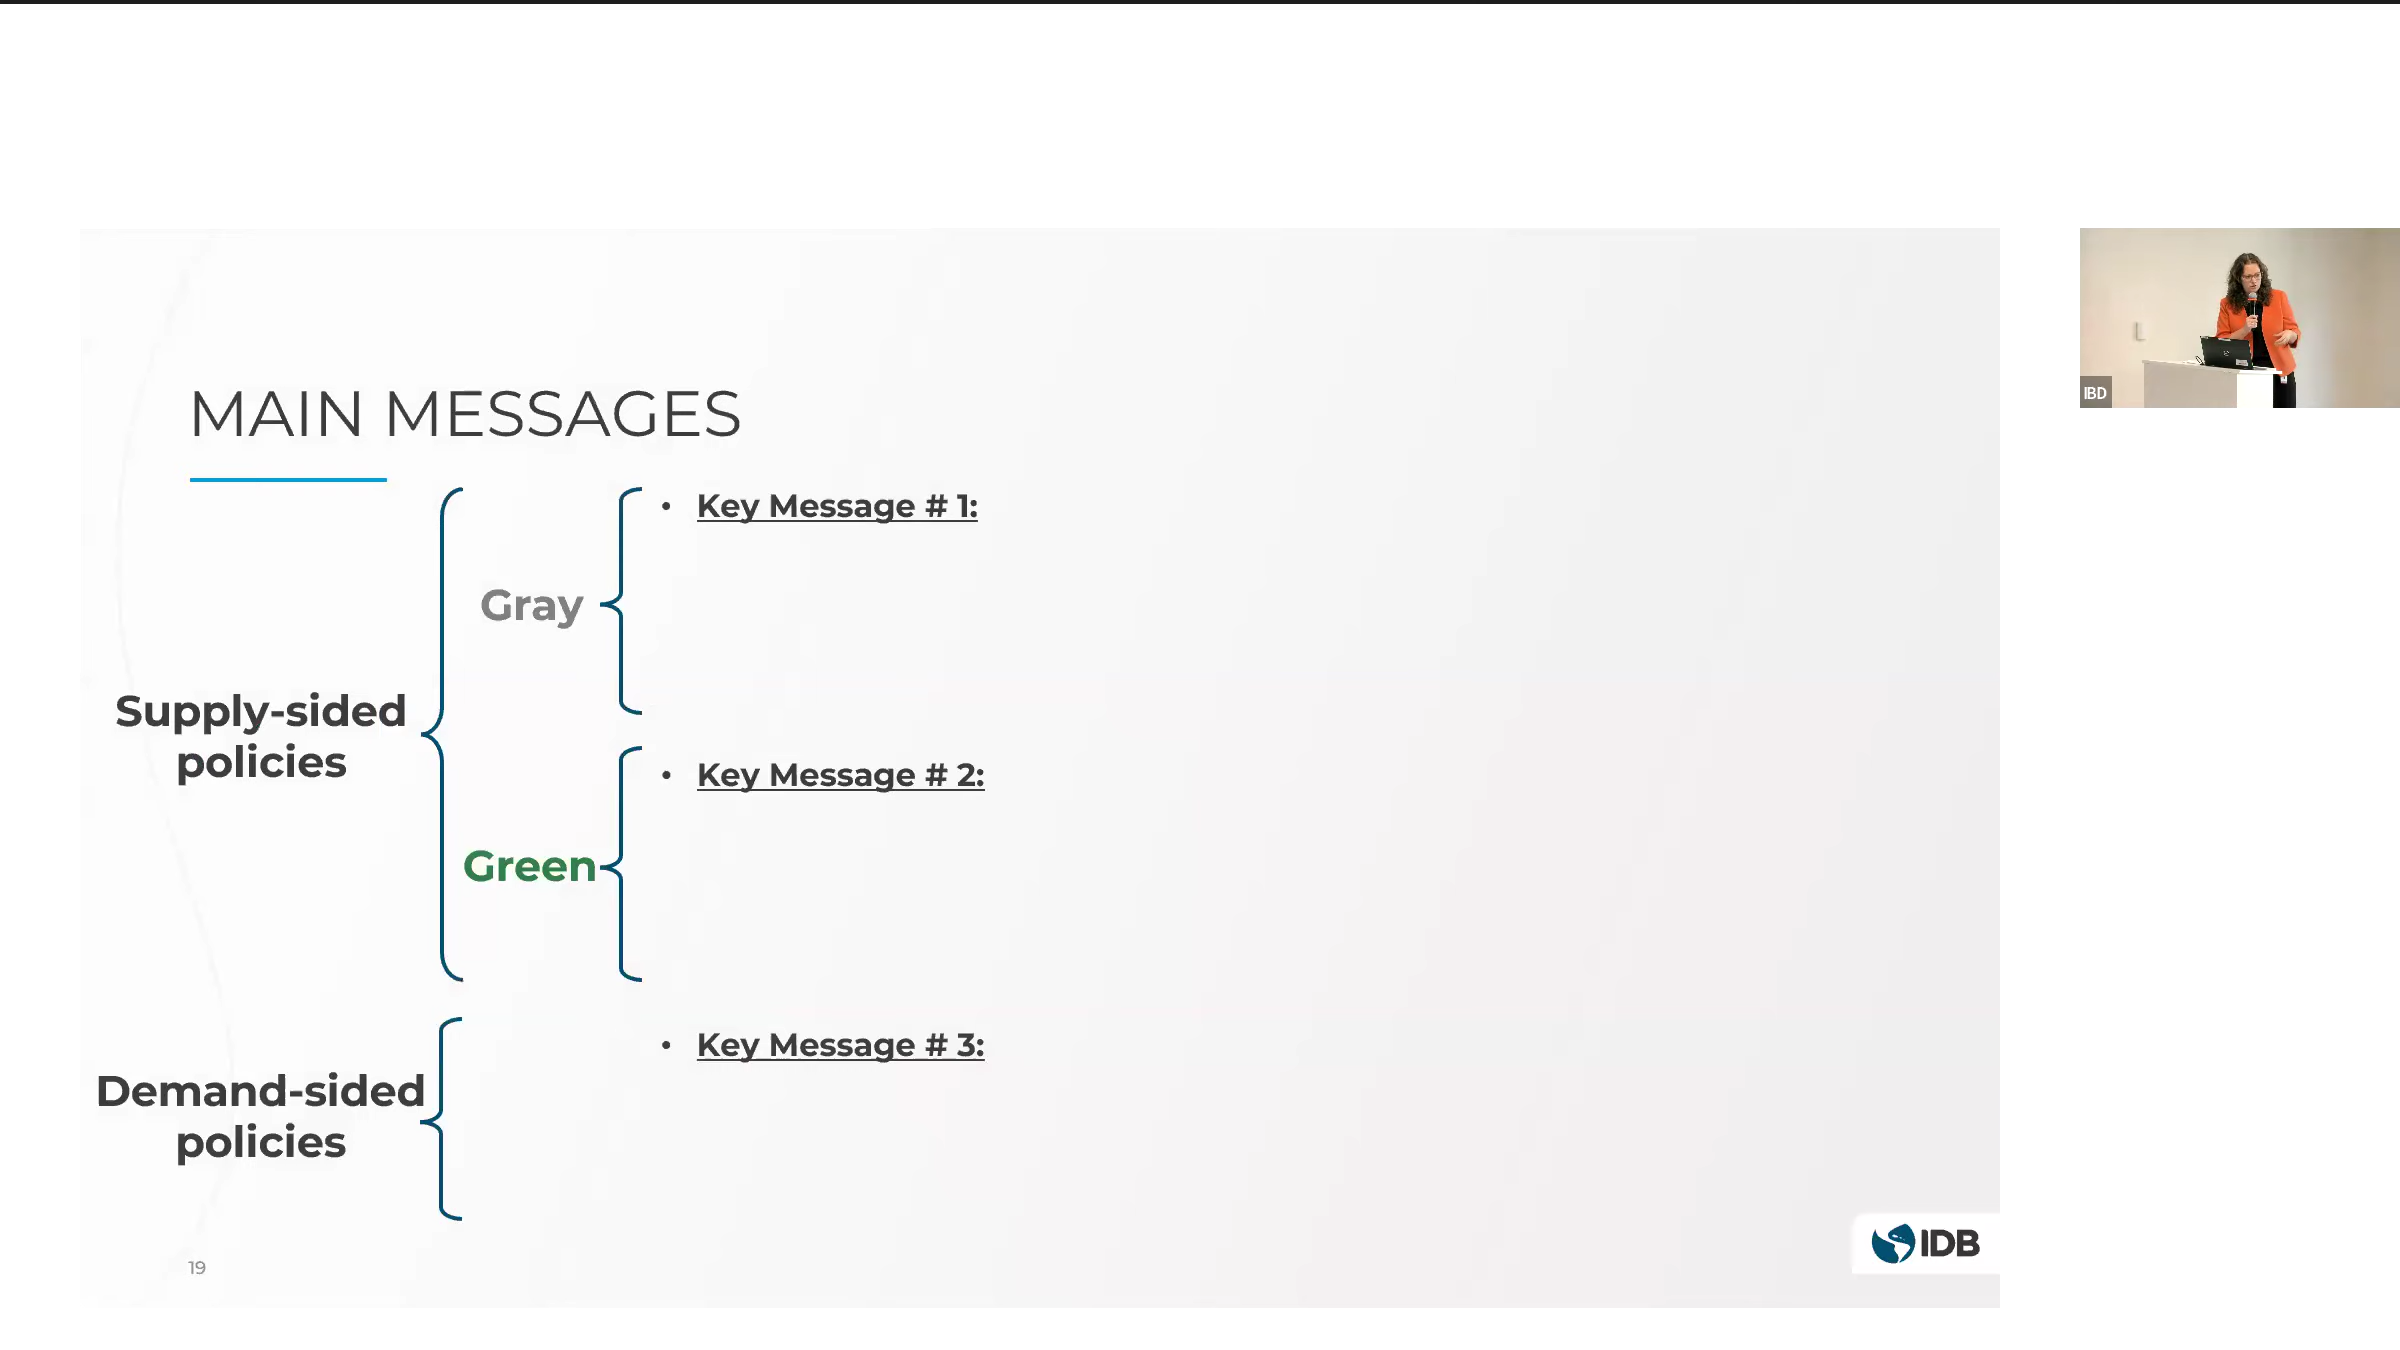 MAIN MESSAGES
Supply-sided
policies
Gray
• Key Message # 1:
Green
• Key Message # 2:
Demand-sided
policies
• Key Message # 3:
19
IDB
IBD